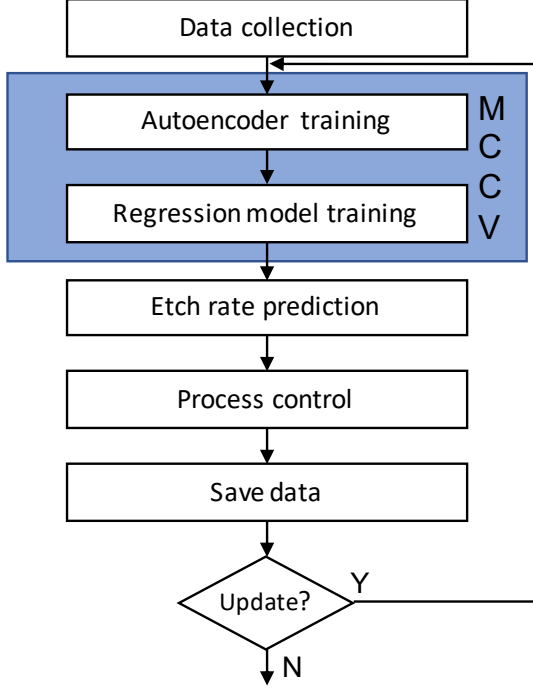 Data collection
Autoencoder training
Regression model training
M
C
C
V
Etch rate prediction
Process control
Save data
Update?
Y
N